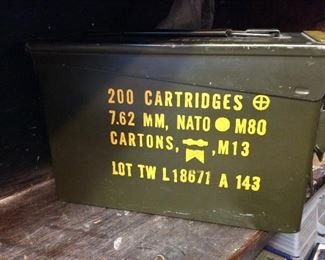 200 CARTRIDGES ⊕
7.62 MM, NATO ● M80
CARTONS, , M13
LOT TW L18671 A 143